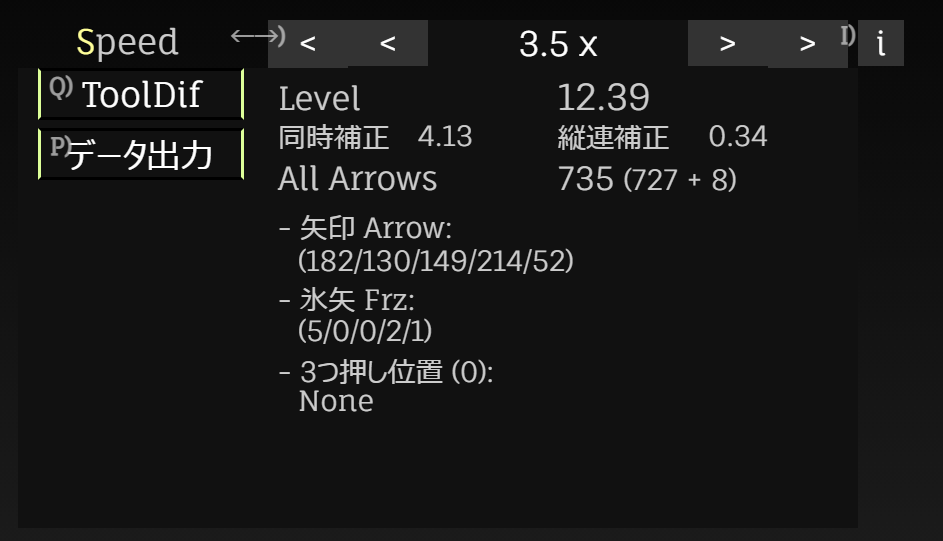 Speed ←→) < < 3.5 x > > I) i
Q) ToolDif
P)データ出力
Level 12.39
同時補正 4.13 縦連補正 0.34
All Arrows 735 (727 + 8)
- 矢印 Arrow:
(182/130/149/214/52)
- 氷矢 Frz:
(5/0/0/2/1)
- 3つ押し位置 (0):
None